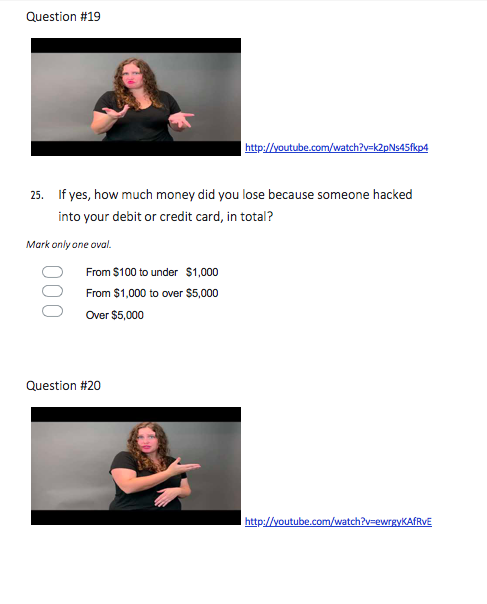 Question #19
http://youtube.com/watch?v=k2pNs45fkp4
25. If yes, how much money did you lose because someone hacked
into your debit or credit card, in total?
Mark only one oval.
From $100 to under $1,000
From $1,000 to over $5,000
Over $5,000
Question #20
http://youtube.com/watch?v=ewrgyKAfRvE